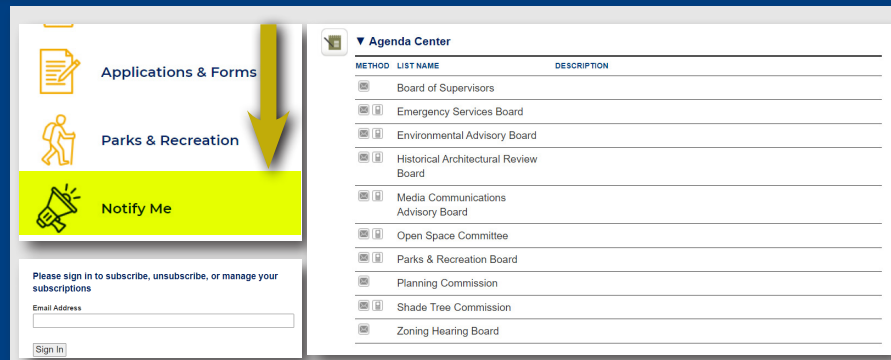 Applications & Forms
Parks & Recreation
Notify Me
Please sign in to subscribe, unsubscribe, or manage your
subscriptions
Email Address
Sign In
▼ Agenda Center
METHOD LIST NAME DESCRIPTION
Board of Supervisors
Emergency Services Board
Environmental Advisory Board
Historical Architectural Review
Board
Media Communications
Advisory Board
Open Space Committee
Parks & Recreation Board
Planning Commission
Shade Tree Commission
Zoning Hearing Board